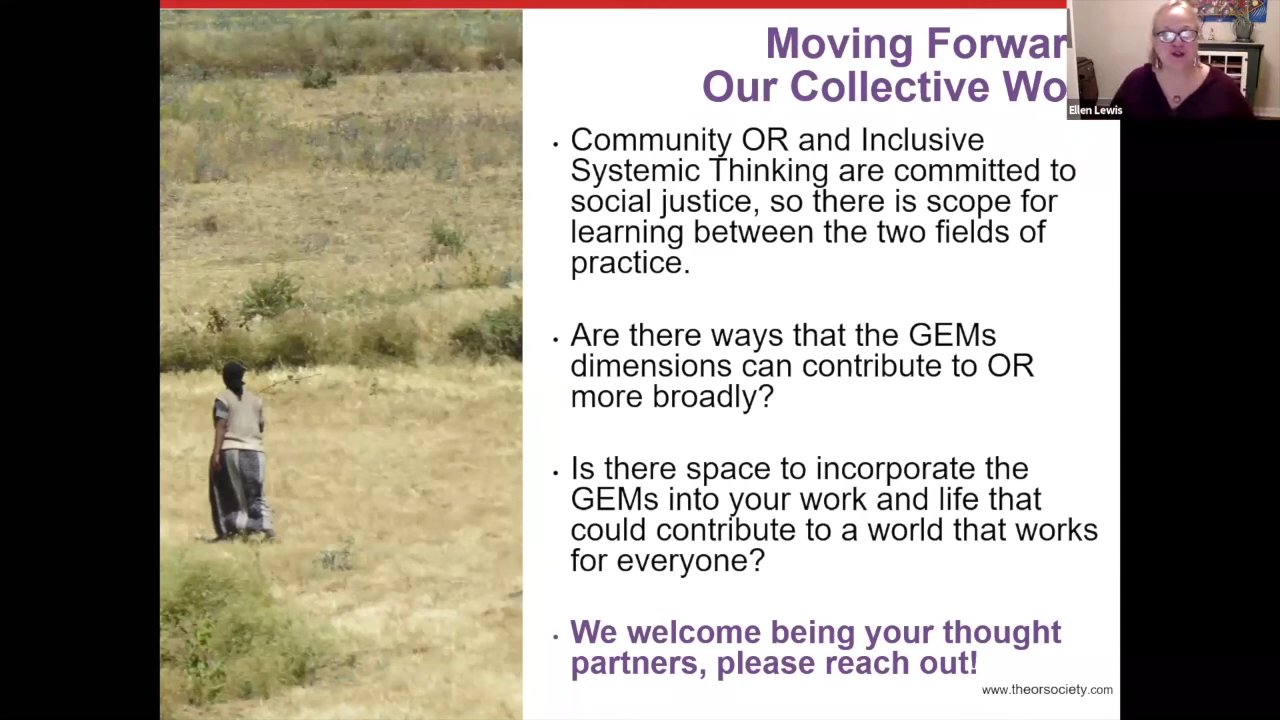 Moving Forwar
Our Collective Wo
Ellen Lewis
• Community OR and Inclusive
Systemic Thinking are committed to
social justice, so there is scope for
learning between the two fields of
practice.
• Are there ways that the GEMs
dimensions can contribute to OR
more broadly?
• Is there space to incorporate the
GEMs into your work and life that
could contribute to a world that works
for everyone?
• We welcome being your thought
partners, please reach out!
www.theorsociety.com